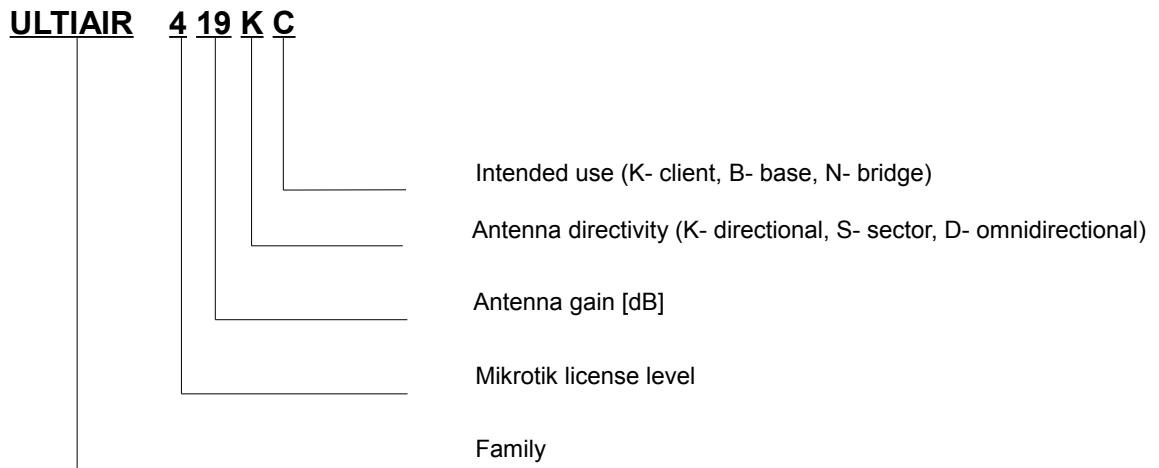 ULTIAIR 4 19 K C
Intended use (K- client, B- base, N- bridge)
Antenna directivity (K- directional, S- sector, D- omnidirectional)
Antenna gain [dB]
Mikrotik license level
Family